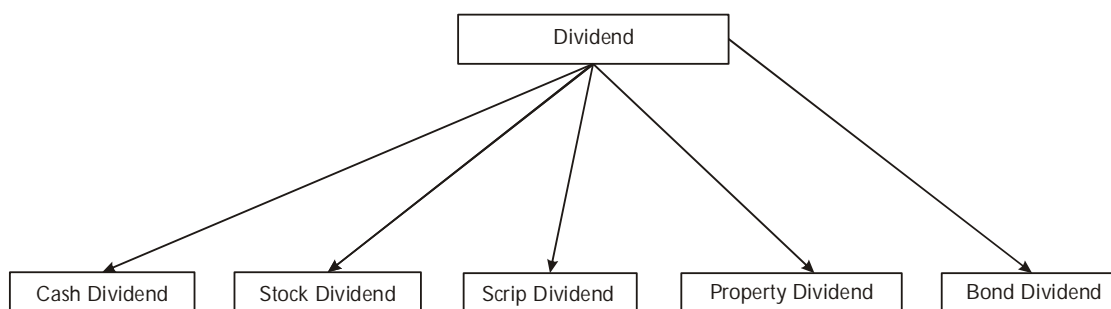 Dividend
Cash Dividend
Stock Dividend
Scrip Dividend
Property Dividend
Bond Dividend